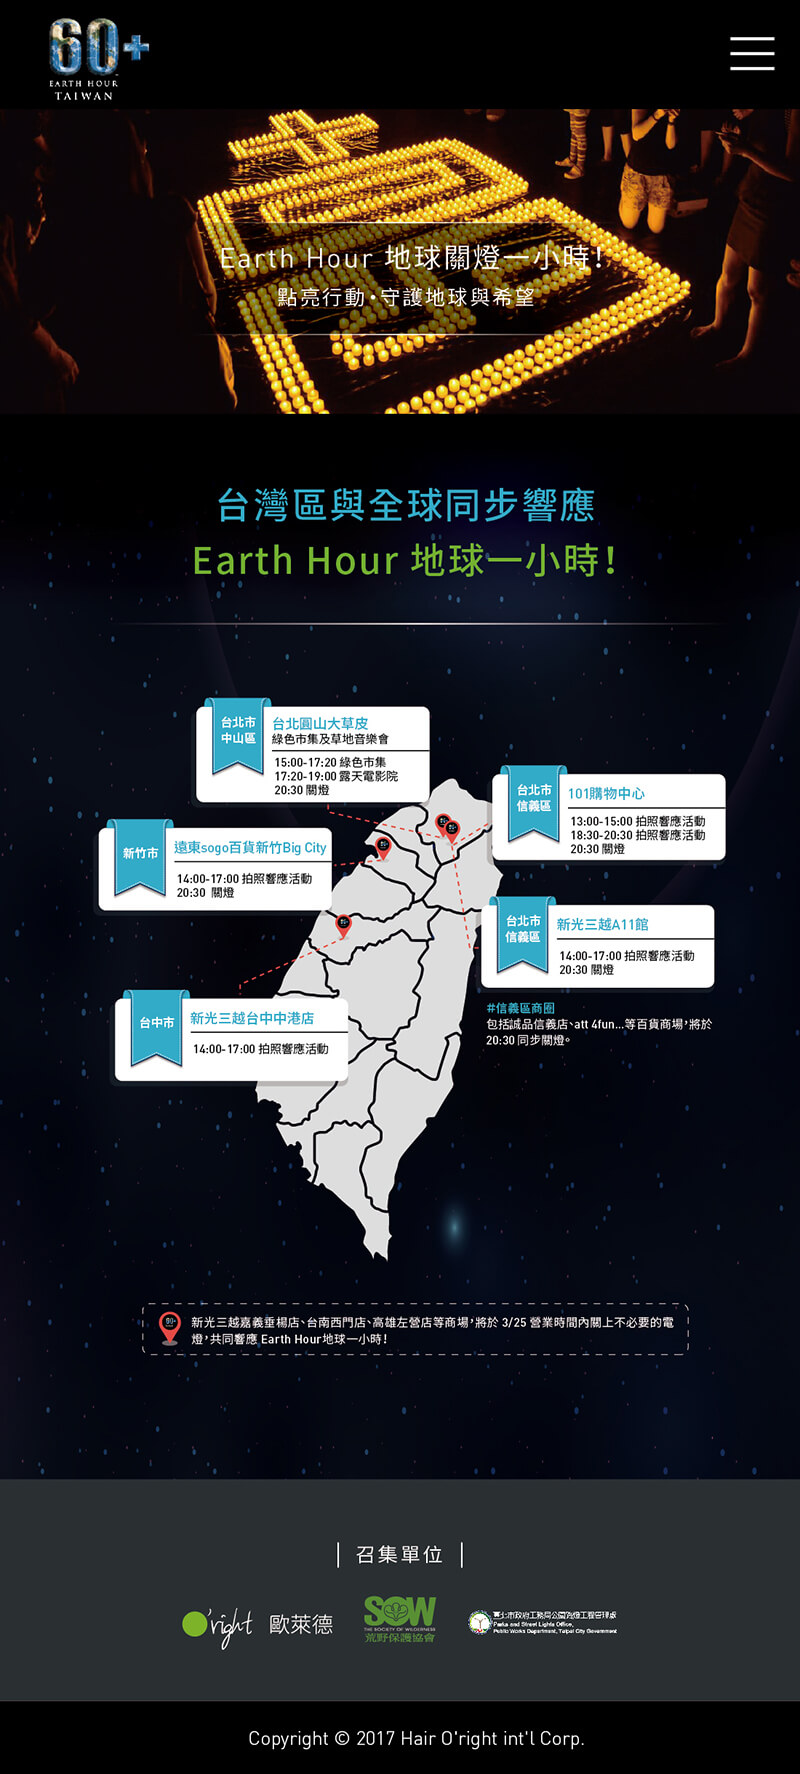 60+
EARTH HOUR
TAIWAN
Earth Hour 地球關燈一小時！
點亮行動・守護地球與希望
台灣區與全球同步響應
Earth Hour 地球一小時！
台北市
中山區
台北圓山大草皮
綠色市集及草地音樂會
15:00-17:20 綠色市集
17:20-19:00 露天電影院
20:30 關燈
台北市
信義區
101購物中心
13:00-15:00 拍照響應活動
18:30-20:30 拍照響應活動
20:30 關燈
新竹市
遠東sogo百貨新竹Big City
14:00-17:00 拍照響應活動
20:30 關燈
台北市
信義區
新光三越A11館
14:00-17:00 拍照響應活動
20:30 關燈
#信義區商圈
包括誠品信義店、att 4fun...等百貨商場，將於
20:30 同步關燈。
台中市
新光三越台中中港店
14:00-17:00 拍照響應活動
新光三越嘉義垂楊店、台南西門店、高雄左營店等商場，將於 3/25 營業時間內關上不必要的電
燈，共同響應 Earth Hour地球一小時！
召集單位
O'right 歐萊德
SOW
THE SOCIETY OF WILDERNESS
荒野保護協會
臺北市政府工務局公園路燈工程管理處
Parks and Street Lights Office,
Public Works Department, Taipei City Government
Copyright © 2017 Hair O'right int'l Corp.